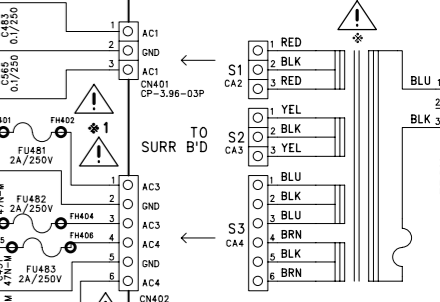 C483
0.1/250
C565
0.1/250
1 AC1
2 GND
3 AC1
CN401
CP-3.96-03P
※
※1
401 FH402
FU481
2A/250V
FU482
2A/250V
FH404
FH406
FU483
2A/250V
47N-M
47N-M
TO
SURR B'D
1 AC3
2 GND
3 AC3
4 AC4
5 GND
6 AC4
CN402
S1
CA2
1 RED
2 BLK
3 RED
S2
CA3
1 YEL
2 BLK
3 YEL
S3
CA4
1 BLU
2 BLK
3 BLU
4 BRN
5 BLK
6 BRN
BLU 1
2
BLK 3